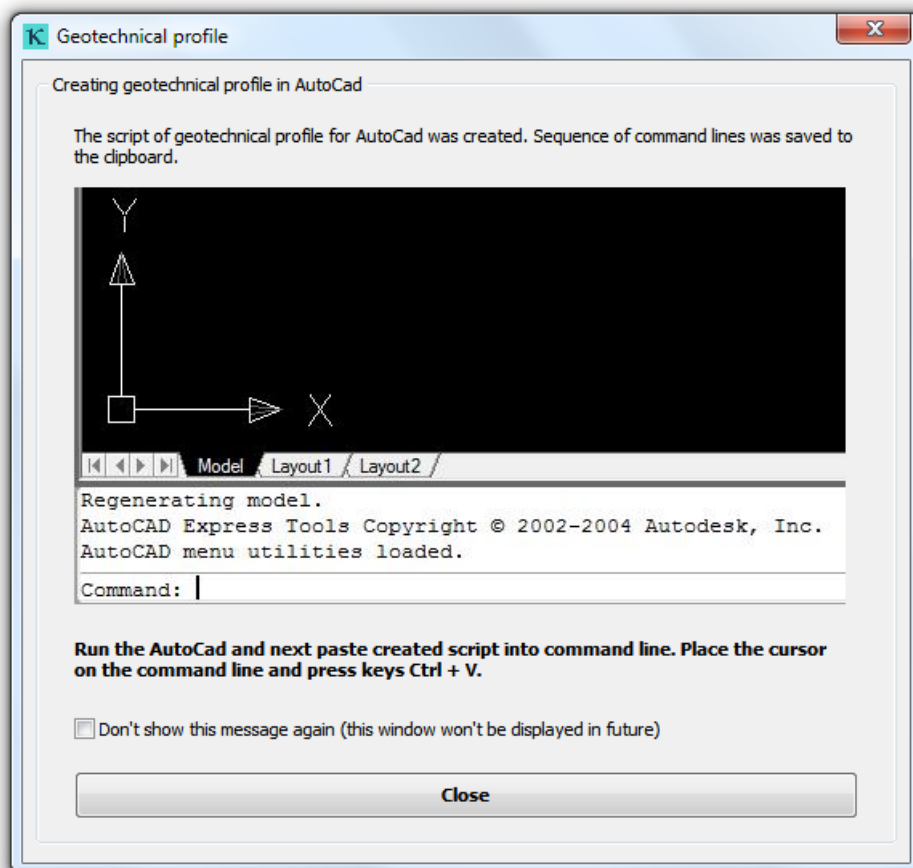 K Geotechnical profile
X
Creating geotechnical profile in AutoCad
The script of geotechnical profile for AutoCad was created. Sequence of command lines was saved to
the clipboard.
Y
X
Model Layout1 Layout2
Regenerating model.
AutoCAD Express Tools Copyright © 2002-2004 Autodesk, Inc.
AutoCAD menu utilities loaded.
Command:
Run the AutoCad and next paste created script into command line. Place the cursor
on the command line and press keys Ctrl + V.
Don't show this message again (this window won't be displayed in future)
Close